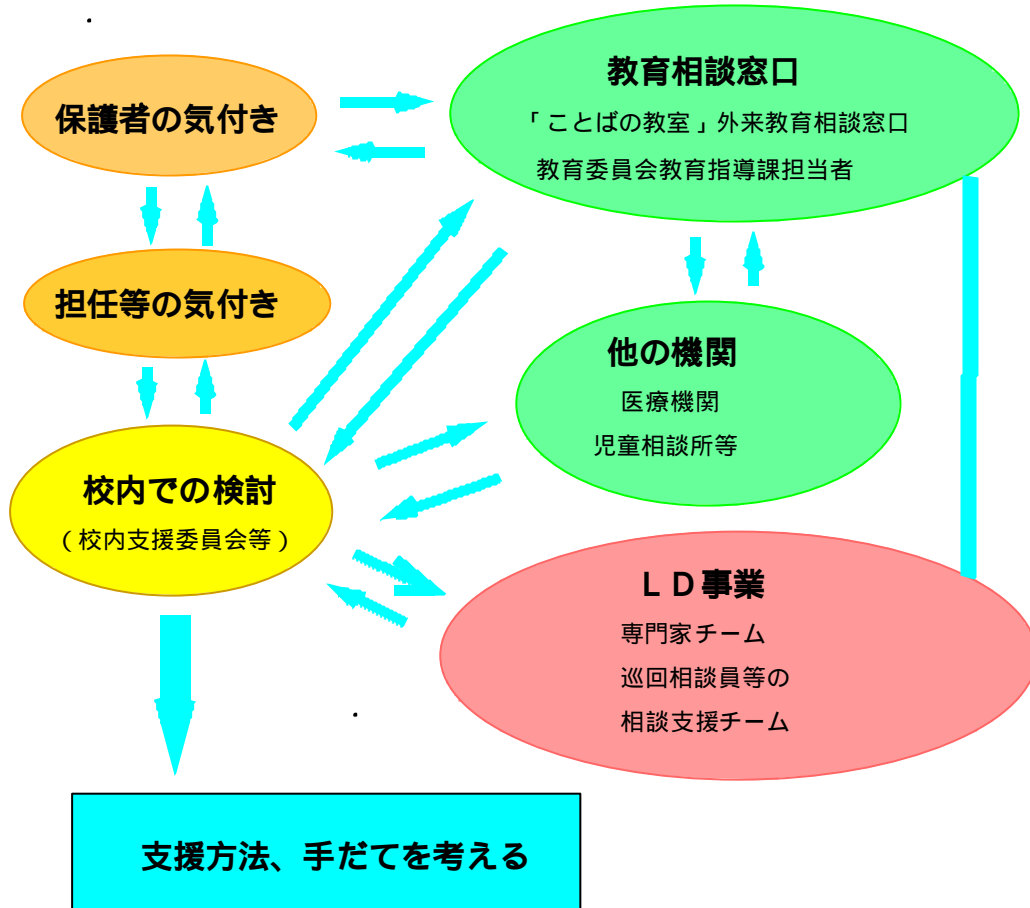 保護者の気付き
教育相談窓口
「ことばの教室」外来教育相談窓口
教育委員会教育指導課担当者
担任等の気付き
他の機関
医療機関
児童相談所等
校内での検討
（校内支援委員会等）
ＬＤ事業
専門家チーム
巡回相談員等の
相談支援チーム
支援方法、手だてを考える